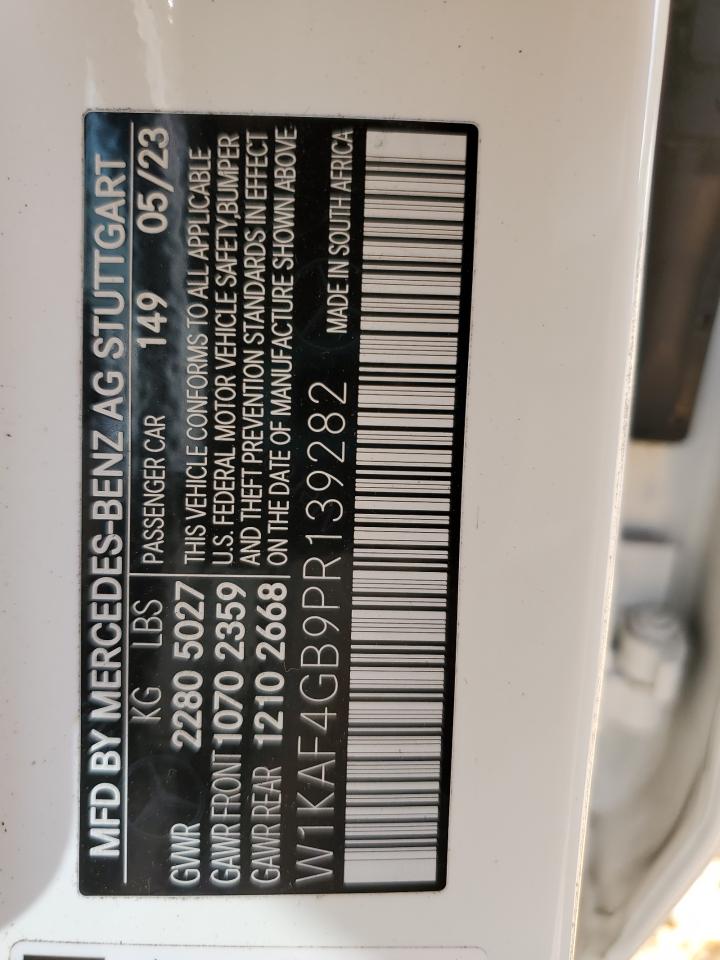 MFD BY MERCEDES-BENZ AG STUTTGART
KG LBS
GVWR 2280 5027
GAWR FRONT 1070 2359
GAWR REAR 1210 2668
PASSENGER CAR 149 05/23
THIS VEHICLE CONFORMS TO ALL APPLICABLE
U.S. FEDERAL MOTOR VEHICLE SAFETY,BUMPER
AND THEFT PREVENTION STANDARDS IN EFFECT
ON THE DATE OF MANUFACTURE SHOWN ABOVE
W1KAF4GB9PR139282 MADE IN SOUTH AFRICA